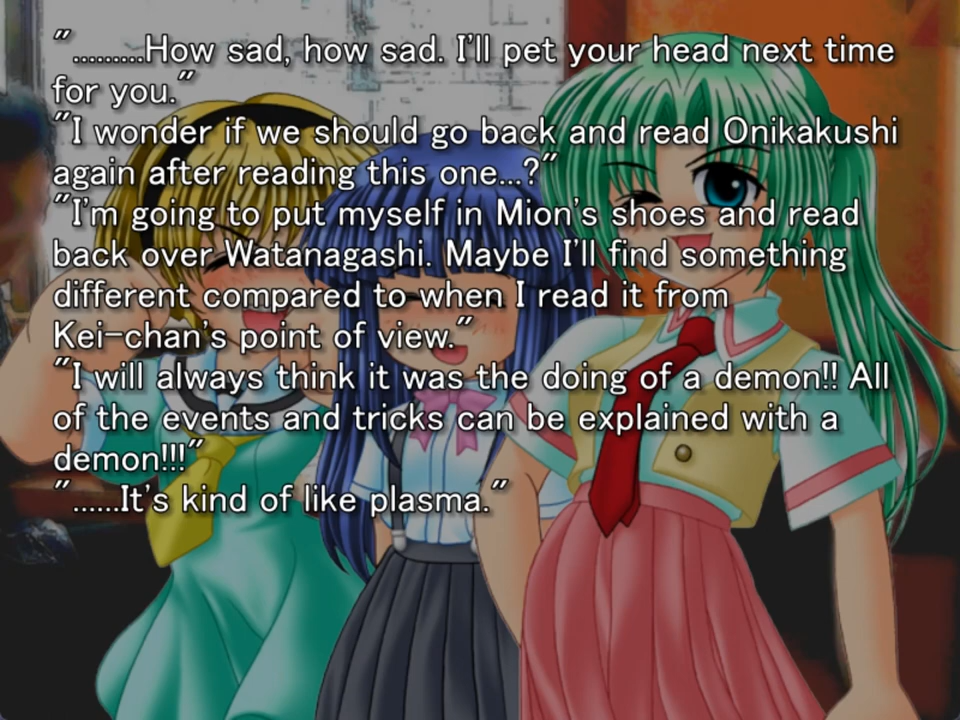 ".........How sad, how sad. I'll pet your head next time
for you."
"I wonder if we should go back and read Onikakushi
again after reading this one...?"
"I'm going to put myself in Mion's shoes and read
back over Watanagashi. Maybe I'll find something
different compared to when I read it from
Kei-chan's point of view."
"I will always think it was the doing of a demon!! All
of the events and tricks can be explained with a
demon!!!"
"......It's kind of like plasma."